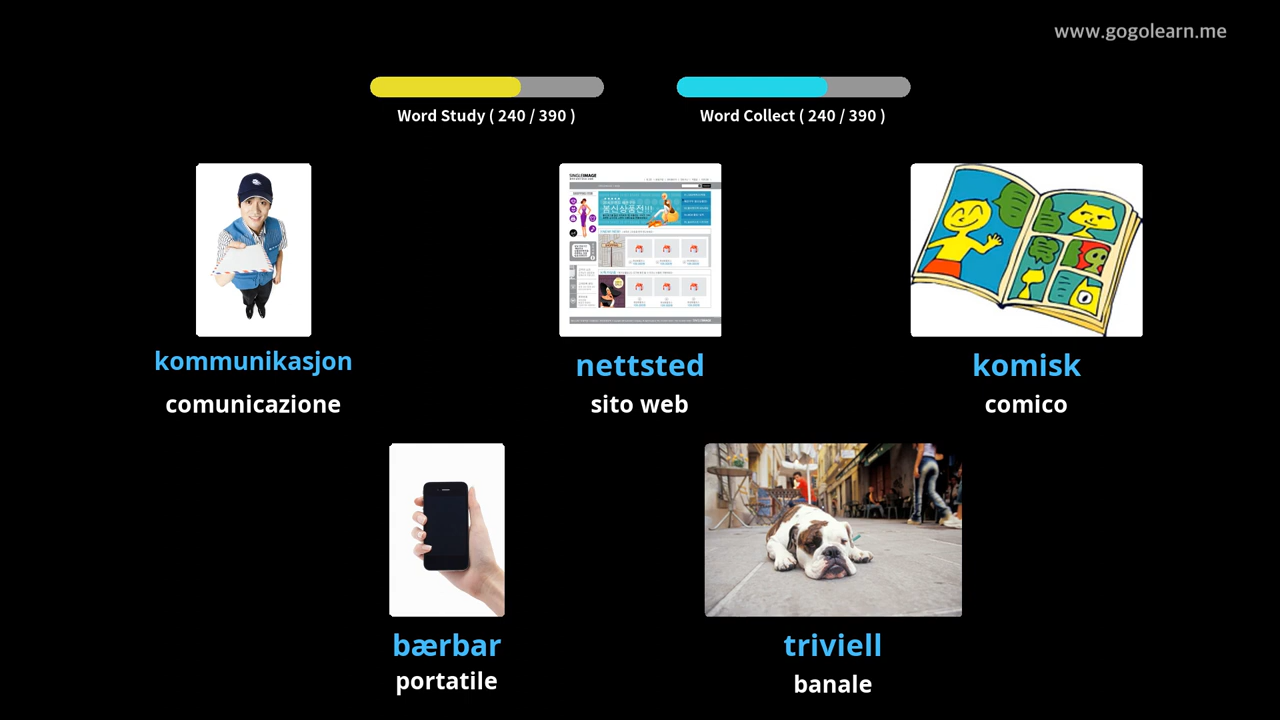 www.gogolearn.me
Word Study ( 240 / 390 )
Word Collect ( 240 / 390 )
kommunikasjon
comunicazione
nettsted
sito web
komisk
comico
bærbar
portatile
triviell
banale